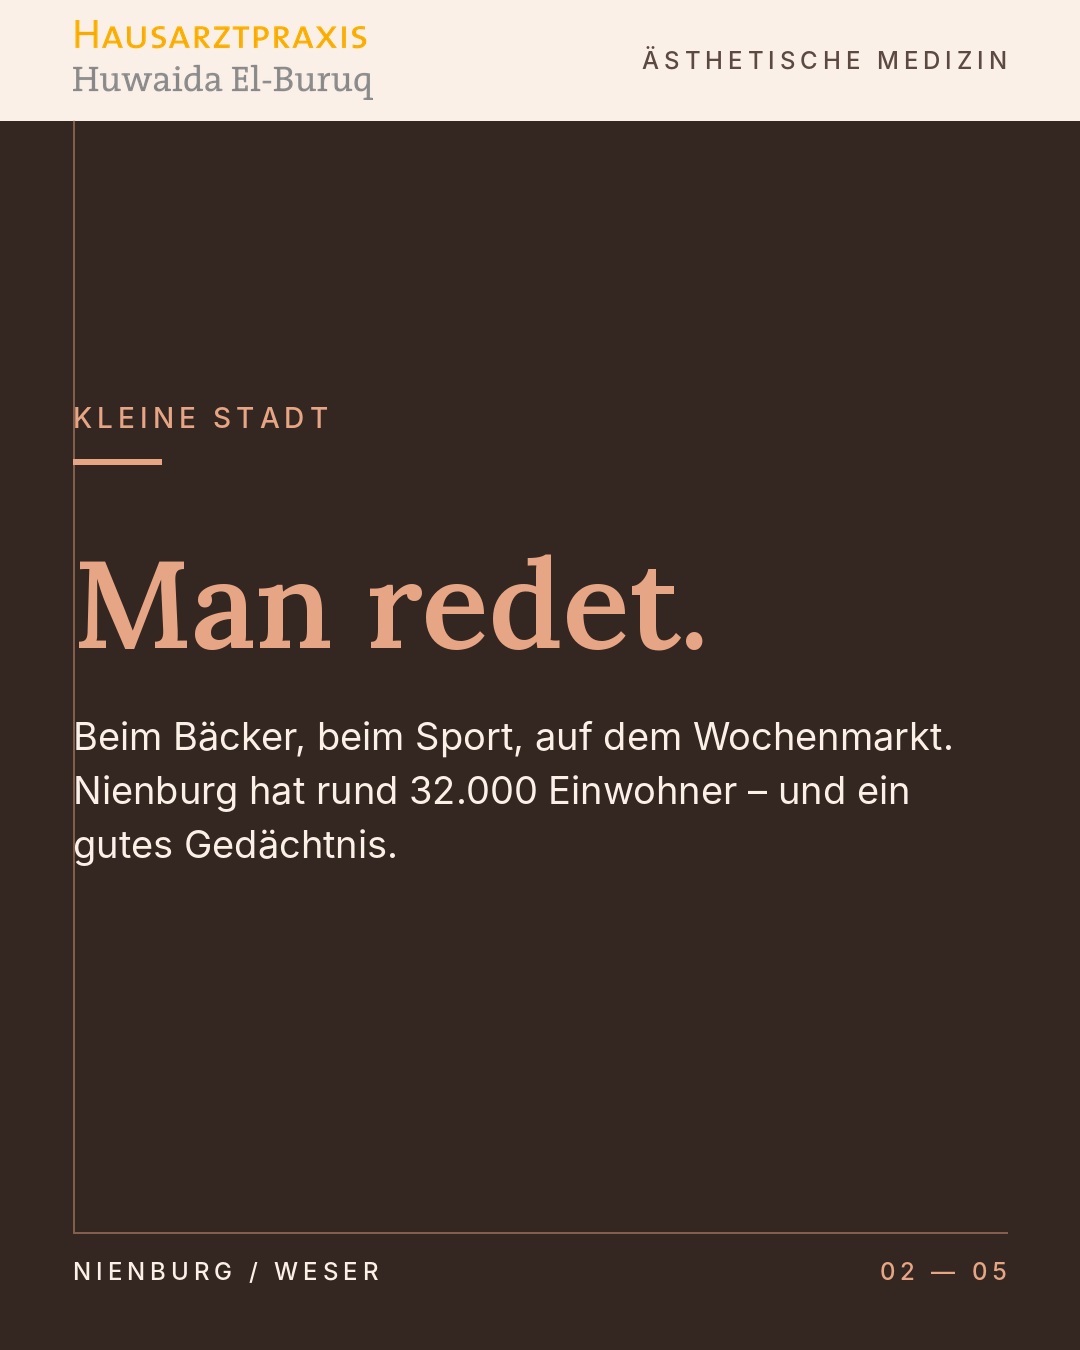 Hausarztpraxis
Huwaida El-Buruq
ÄSTHETISCHE MEDIZIN
KLEINE STADT
Man redet.
Beim Bäcker, beim Sport, auf dem Wochenmarkt.
Nienburg hat rund 32.000 Einwohner – und ein
gutes Gedächtnis.
NIENBURG / WESER
02 — 05